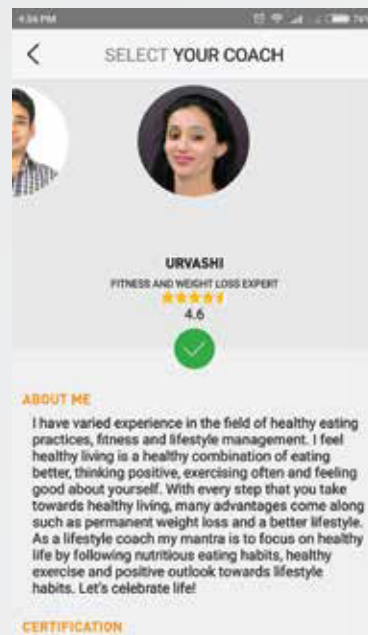 4:56 PM
SELECT YOUR COACH
URVASHI
FITNESS AND WEIGHT LOSS EXPERT
4.6
ABOUT ME
I have varied experience in the field of healthy eating
practices, fitness and lifestyle management. I feel
healthy living is a healthy combination of eating
better, thinking positive, exercising often and feeling
good about yourself. With every step that you take
towards healthy living, many advantages come along
such as permanent weight loss and a better lifestyle.
As a lifestyle coach my mantra is to focus on healthy
life by following nutritious eating habits, healthy
exercise and positive outlook towards lifestyle
habits. Let's celebrate life!
CERTIFICATION